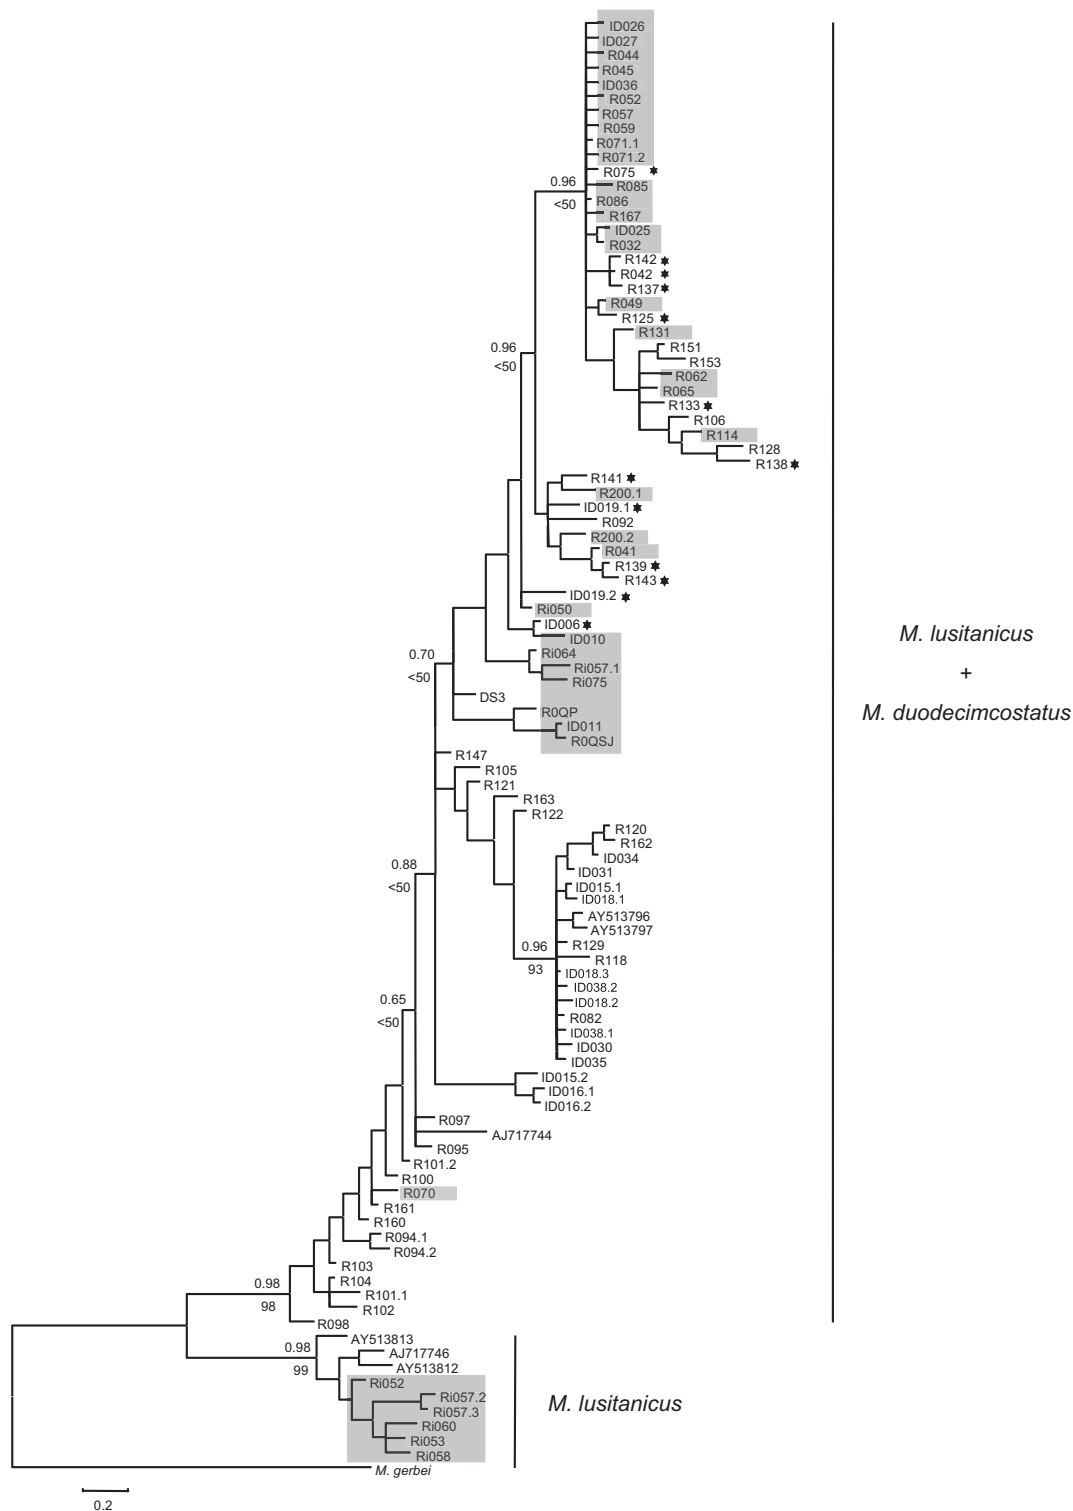 ID026
ID027
R044
R045
ID036
R052
R057
R059
R071.1
R071.2
R075
0.96
R085
<50
R086
R167
ID025
R032
R142
R042
R137
R049
R125
R131
0.96
R151
<50
R153
R062
R065
R133
R106
R114
R128
R138
R141
R200.1
ID019.1
R092
R200.2
R041
R139
R143
ID019.2
Ri050
ID006
M. lusitanicus
ID010
0.70
Ri064
<50
Ri057.1
+
Ri075
DS3
R0QP
M. duodecimcostatus
ID011
R0QSJ
R147
R105
R121
R163
R122
R120
R162
ID034
0.88
ID031
<50
ID015.1
ID018.1
AY513796
AY513797
0.96
R129
R118
93
ID018.3
ID038.2
0.65
ID018.2
<50
R082
ID038.1
ID030
ID035
ID015.2
ID016.1
ID016.2
R097
AJ717744
R095
R101.2
R100
R070
R161
R160
R094.1
R094.2
R103
0.98
R104
R101.1
98
R102
R098
AY513813
0.98
AJ717746
99
AY513812
Ri052
Ri057.2
M. lusitanicus
Ri057.3
Ri060
Ri053
Ri058
M. gerbei
0.2